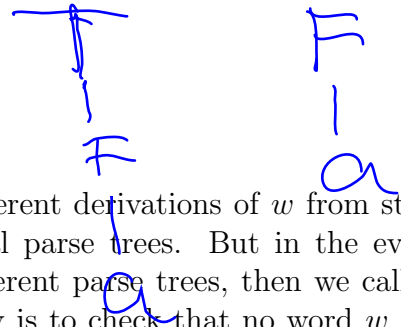 T F
F
a
erent derivations of w from st
l parse trees. But in the ev
erent parse trees, then we call
y is to check that no word w
a